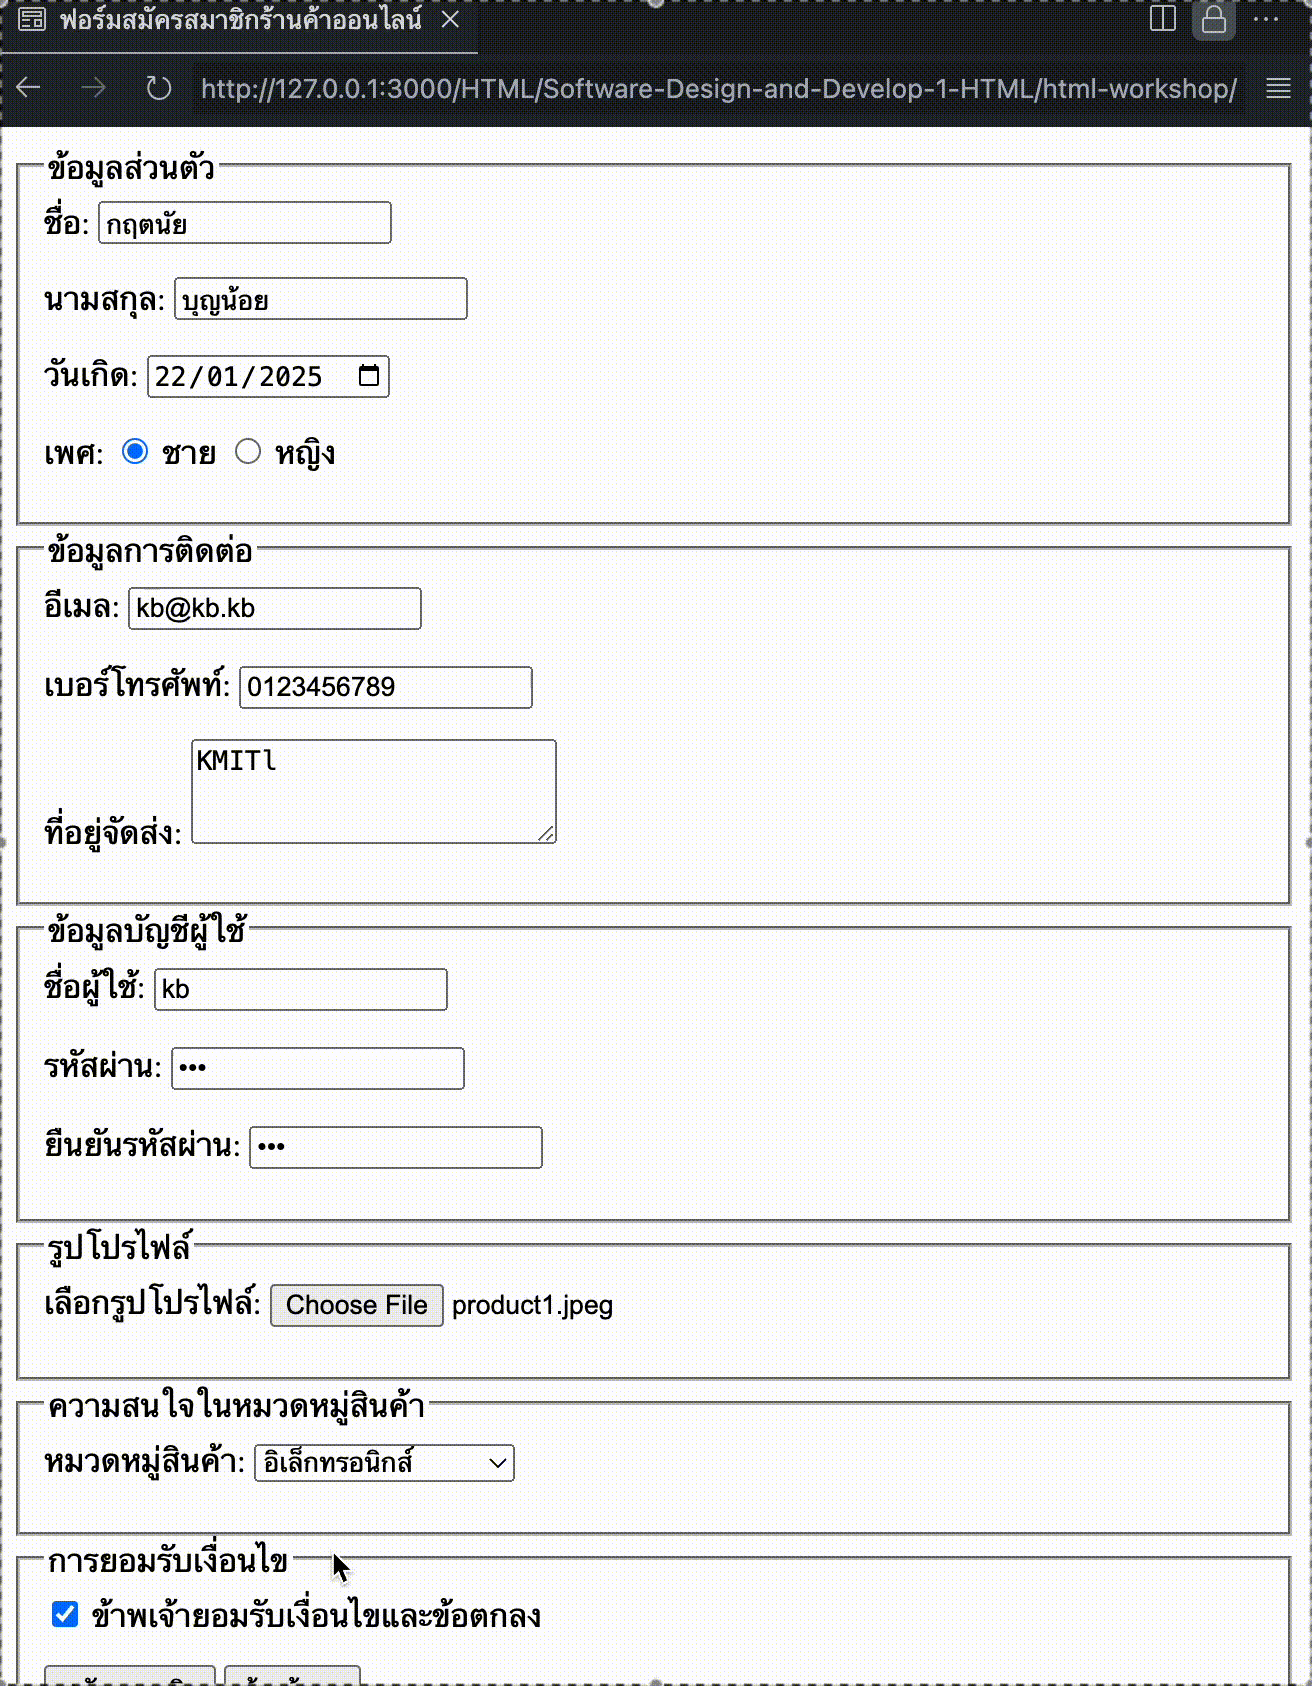 ฟอร์มสมัครสมาชิกร้านค้าออนไลน์
http://127.0.0.1:3000/HTML/Software-Design-and-Develop-1-HTML/html-workshop/
ข้อมูลส่วนตัว
ชื่อ: กฤตนัย
นามสกุล: บุญน้อย
วันเกิด: 22/01/2025
เพศ: ชาย หญิง
ข้อมูลการติดต่อ
อีเมล: kb@kb.kb
เบอร์โทรศัพท์: 0123456789
KMITl
ที่อยู่จัดส่ง:
ข้อมูลบัญชีผู้ใช้
ชื่อผู้ใช้: kb
รหัสผ่าน: •••
ยืนยันรหัสผ่าน: •••
รูปโปรไฟล์
เลือกรูปโปรไฟล์: Choose File product1.jpeg
ความสนใจในหมวดหมู่สินค้า
หมวดหมู่สินค้า: อิเล็กทรอนิกส์
การยอมรับเงื่อนไข
ข้าพเจ้ายอมรับเงื่อนไขและข้อตกลง